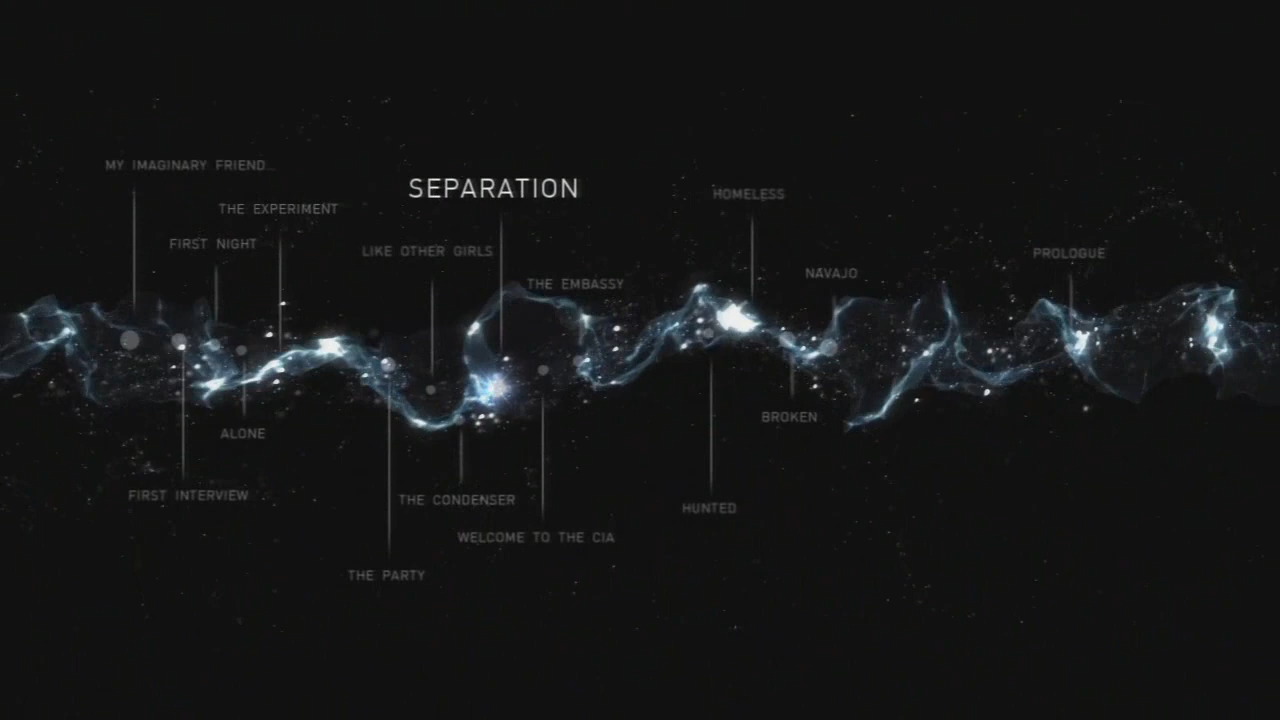 MY IMAGINARY FRIEND...
SEPARATION
HOMELESS
THE EXPERIMENT
FIRST NIGHT
LIKE OTHER GIRLS
PROLOGUE
NAVAJO
THE EMBASSY
BROKEN
ALONE
FIRST INTERVIEW
THE CONDENSER
HUNTED
WELCOME TO THE CIA
THE PARTY